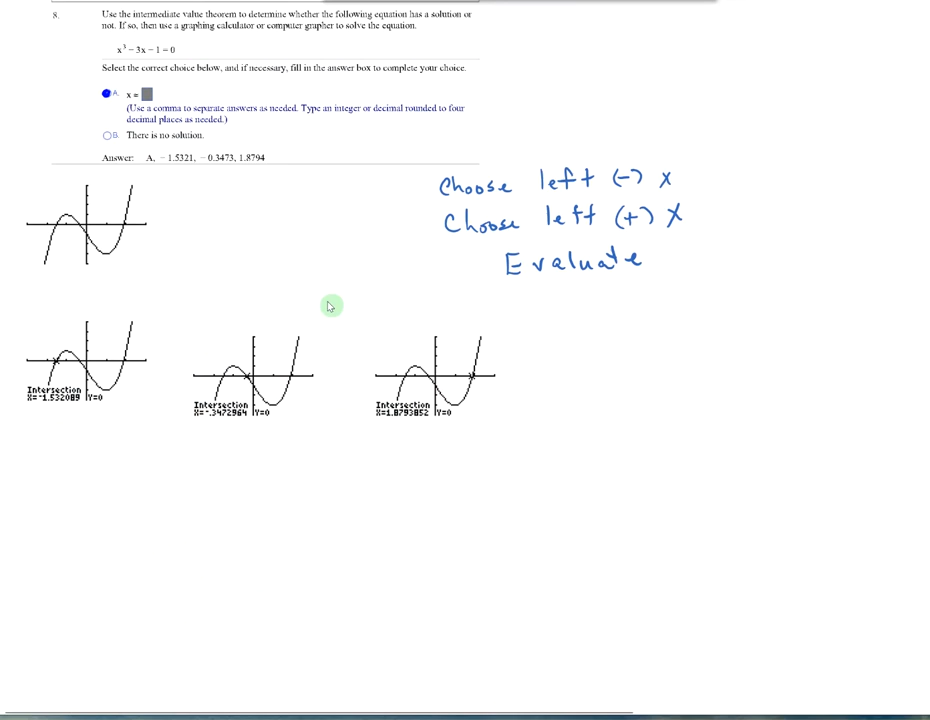 8. Use the intermediate value theorem to determine whether the following equation has a solution or
not. If so, then use a graphing calculator or computer grapher to solve the equation.
x³ − 3x − 1 = 0
Select the correct choice below, and if necessary, fill in the answer box to complete your choice.
A. x =
(Use a comma to separate answers as needed. Type an integer or decimal rounded to four
decimal places as needed.)
B. There is no solution.
Answer: A, − 1.5321, − 0.3473, 1.8794
Choose left (-) x
Choose left (+) x
Evaluate
Intersection
X=-1.532089 Y=0
Intersection
X=-.3472964 Y=0
Intersection
X=1.8793852 Y=0